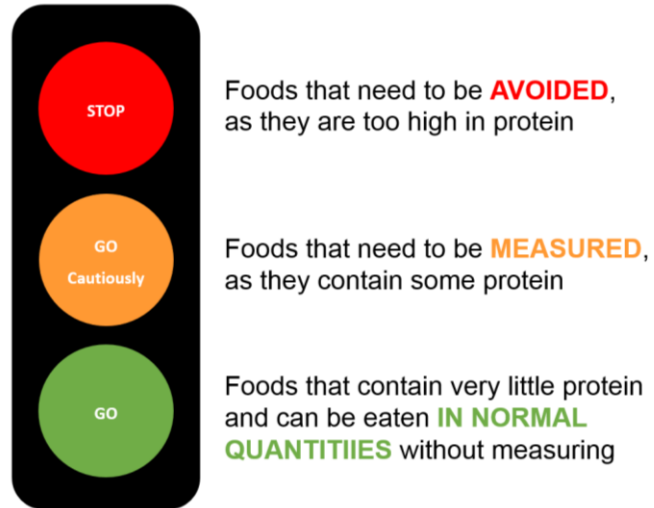 STOP
Foods that need to be AVOIDED,
as they are too high in protein
GO
Cautiously
Foods that need to be MEASURED,
as they contain some protein
GO
Foods that contain very little protein
and can be eaten IN NORMAL
QUANTITIIES without measuring